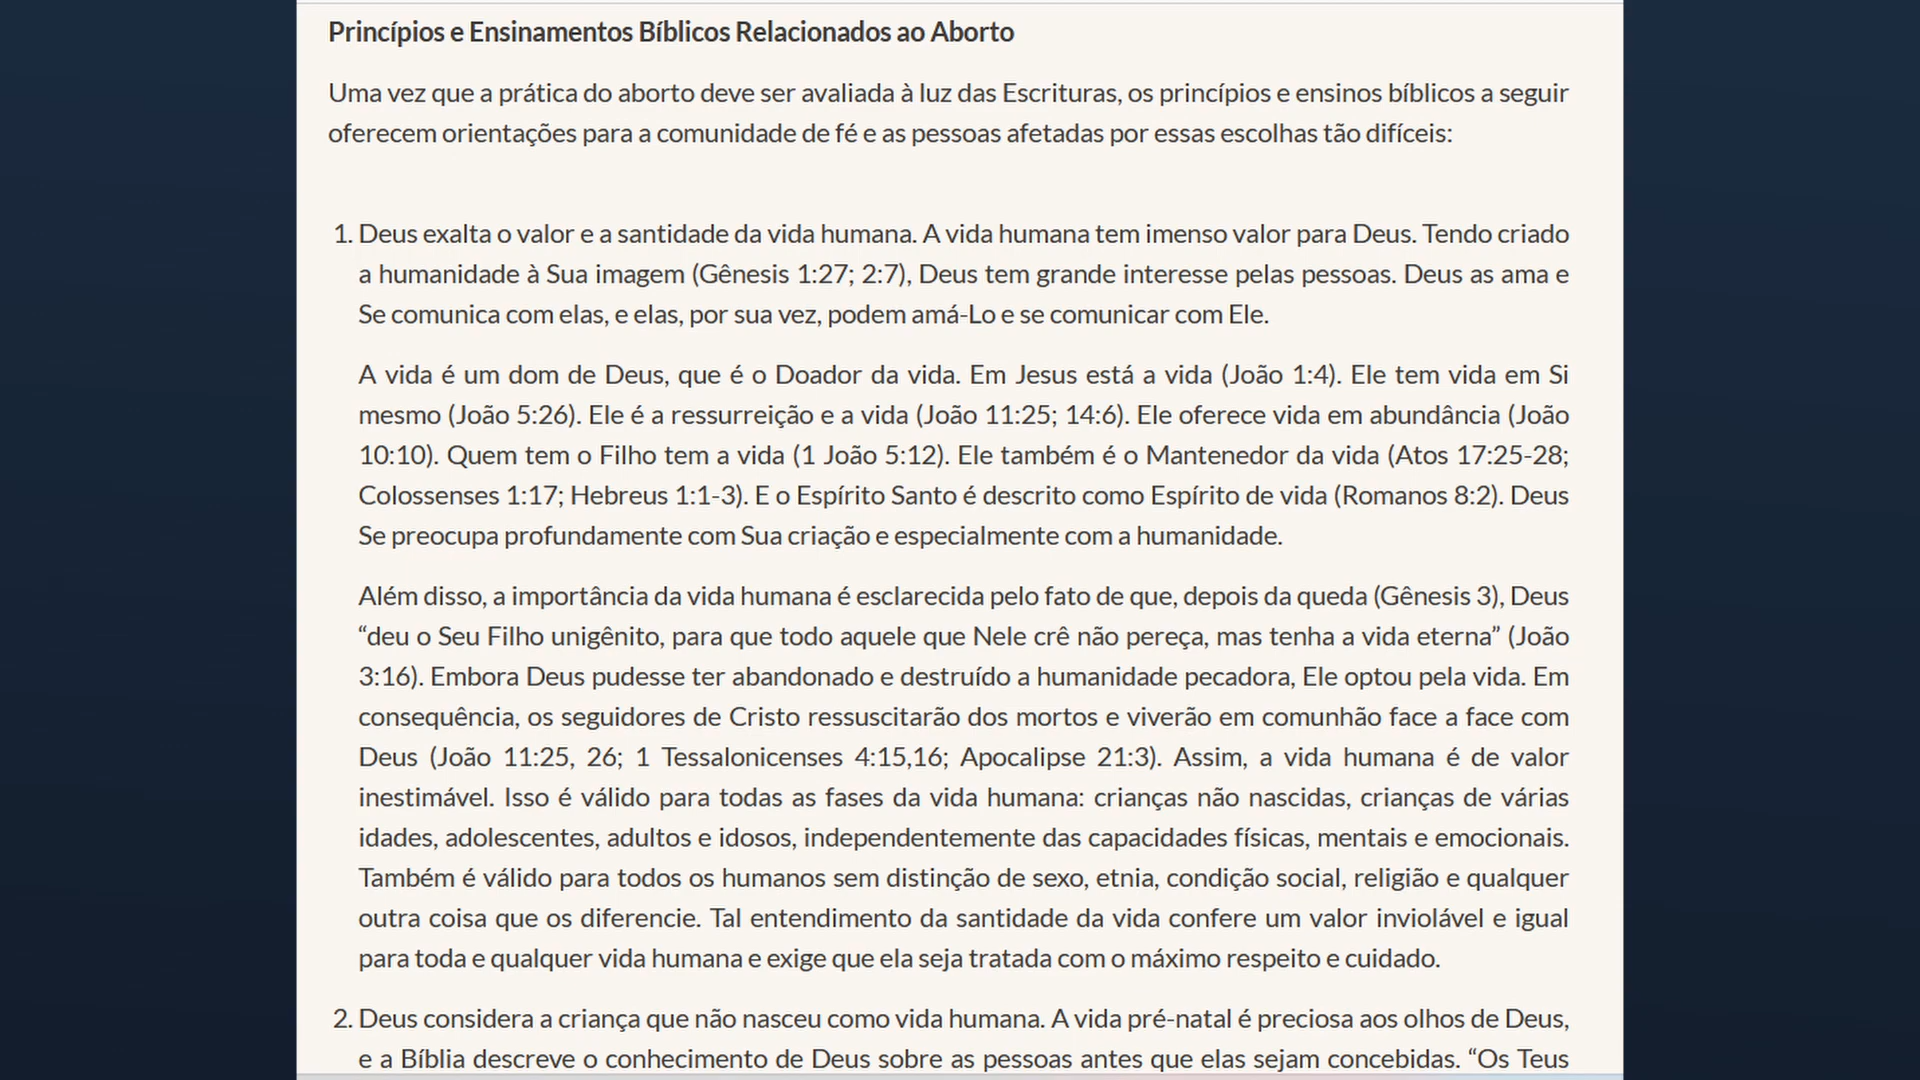 Princípios e Ensinamentos Bíblicos Relacionados ao Aborto
Uma vez que a prática do aborto deve ser avaliada à luz das Escrituras, os princípios e ensinos bíblicos a seguir
oferecem orientações para a comunidade de fé e as pessoas afetadas por essas escolhas tão difíceis:
1. Deus exalta o valor e a santidade da vida humana. A vida humana tem imenso valor para Deus. Tendo criado
a humanidade à Sua imagem (Gênesis 1:27; 2:7), Deus tem grande interesse pelas pessoas. Deus as ama e
Se comunica com elas, e elas, por sua vez, podem amá-Lo e se comunicar com Ele.
A vida é um dom de Deus, que é o Doador da vida. Em Jesus está a vida (João 1:4). Ele tem vida em Si
mesmo (João 5:26). Ele é a ressurreição e a vida (João 11:25; 14:6). Ele oferece vida em abundância (João
10:10). Quem tem o Filho tem a vida (1 João 5:12). Ele também é o Mantenedor da vida (Atos 17:25-28;
Colossenses 1:17; Hebreus 1:1-3). E o Espírito Santo é descrito como Espírito de vida (Romanos 8:2). Deus
Se preocupa profundamente com Sua criação e especialmente com a humanidade.
Além disso, a importância da vida humana é esclarecida pelo fato de que, depois da queda (Gênesis 3), Deus
“deu o Seu Filho unigênito, para que todo aquele que Nele crê não pereça, mas tenha a vida eterna” (João
3:16). Embora Deus pudesse ter abandonado e destruído a humanidade pecadora, Ele optou pela vida. Em
consequência, os seguidores de Cristo ressuscitarão dos mortos e viverão em comunhão face a face com
Deus (João 11:25, 26; 1 Tessalonicenses 4:15,16; Apocalipse 21:3). Assim, a vida humana é de valor
inestimável. Isso é válido para todas as fases da vida humana: crianças não nascidas, crianças de várias
idades, adolescentes, adultos e idosos, independentemente das capacidades físicas, mentais e emocionais.
Também é válido para todos os humanos sem distinção de sexo, etnia, condição social, religião e qualquer
outra coisa que os diferencie. Tal entendimento da santidade da vida confere um valor inviolável e igual
para toda e qualquer vida humana e exige que ela seja tratada com o máximo respeito e cuidado.
2. Deus considera a criança que não nasceu como vida humana. A vida pré-natal é preciosa aos olhos de Deus,
e a Bíblia descreve o conhecimento de Deus sobre as pessoas antes que elas sejam concebidas. “Os Teus